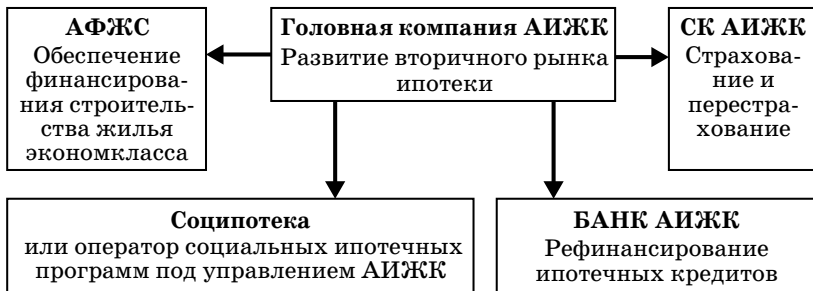 АФЖС
Обеспечение
финансирова-
ния строитель-
ства жилья
экономкласса
Головная компания АИЖК
Развитие вторичного рынка
ипотеки
СК АИЖК
Страхова-
ние и
перестра-
хование
Соципотека
или оператор социальных ипотечных
программ под управлением АИЖК
БАНК АИЖК
Рефинансирование
ипотечных кредитов